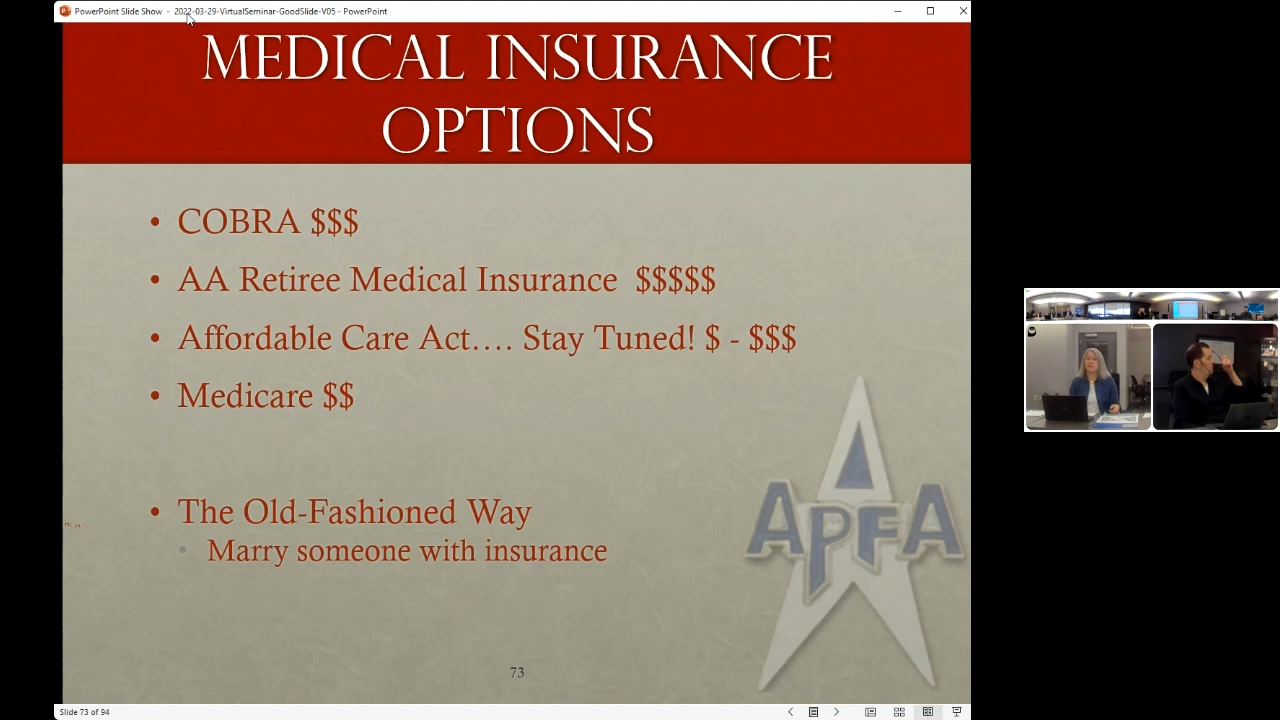 PowerPoint Slide Show - 2022-03-29-VirtualSeminar-GoodSlide-V05 - PowerPoint
MEDICAL INSURANCE
OPTIONS
• COBRA $$$
• AA Retiree Medical Insurance $$$$$
• Affordable Care Act…. Stay Tuned! $ - $$$
• Medicare $$
• The Old-Fashioned Way
• Marry someone with insurance
APFA
73
Slide 73 of 94